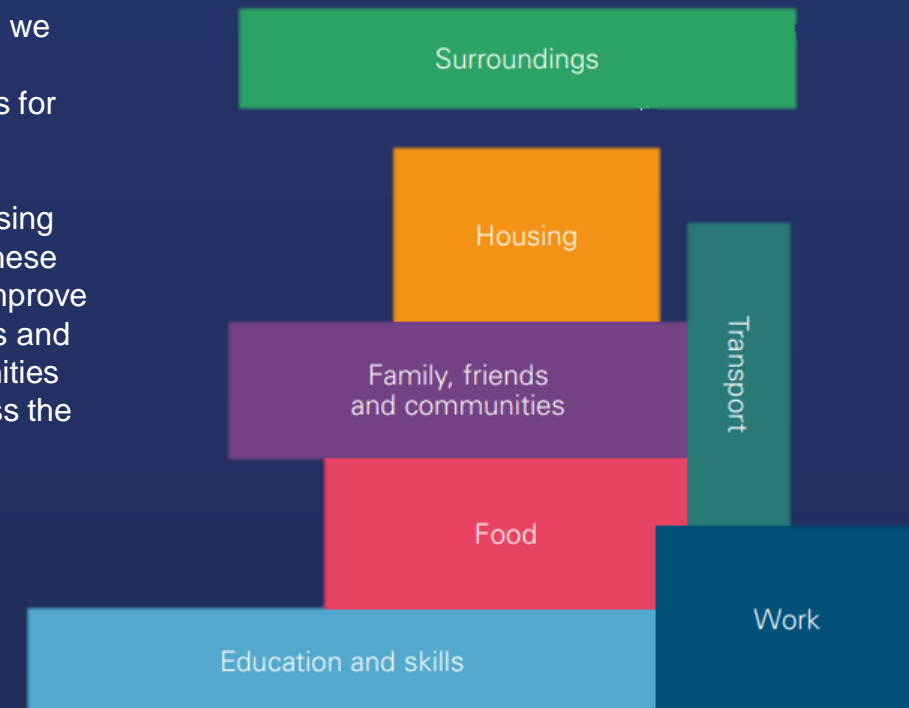 we
s for
sing
nese
nprove
s and
nities
ss the
Surroundings
Housing
Transport
Family, friends
and communities
Food
Work
Education and skills